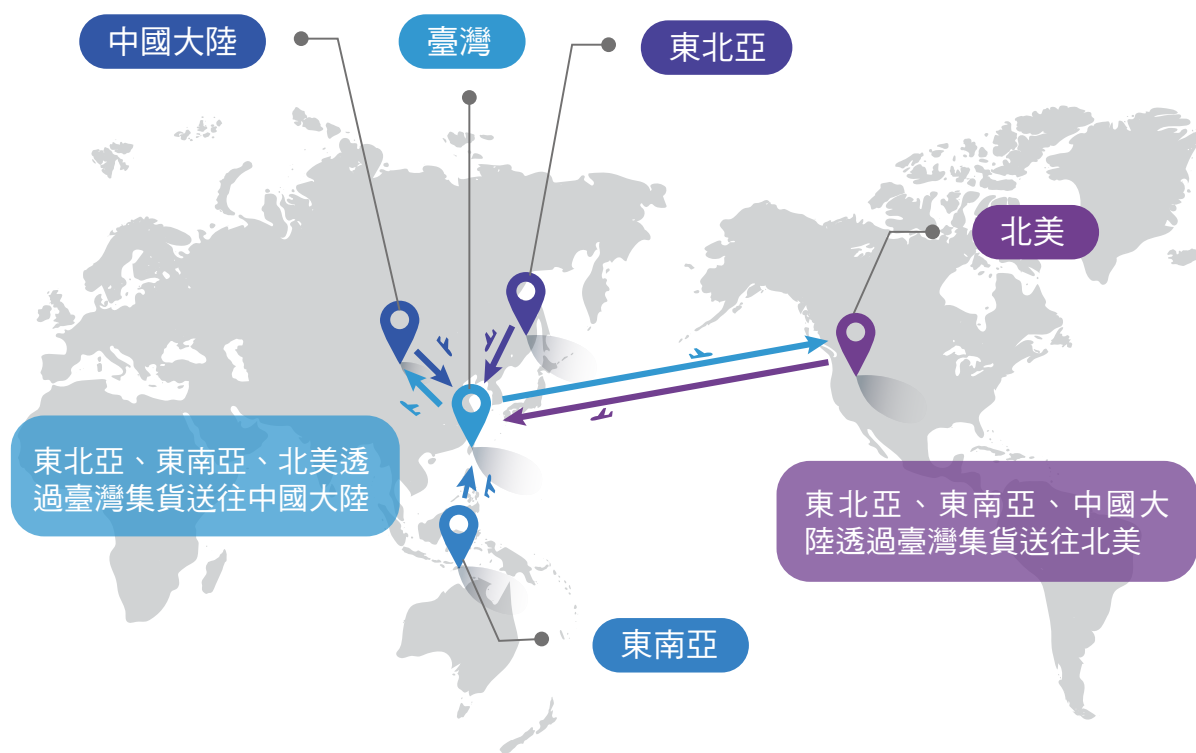 中國大陸
臺灣
東北亞
北美
東北亞、東南亞、北美透
過臺灣集貨送往中國大陸
東北亞、東南亞、中國大
陸透過臺灣集貨送往北美
東南亞